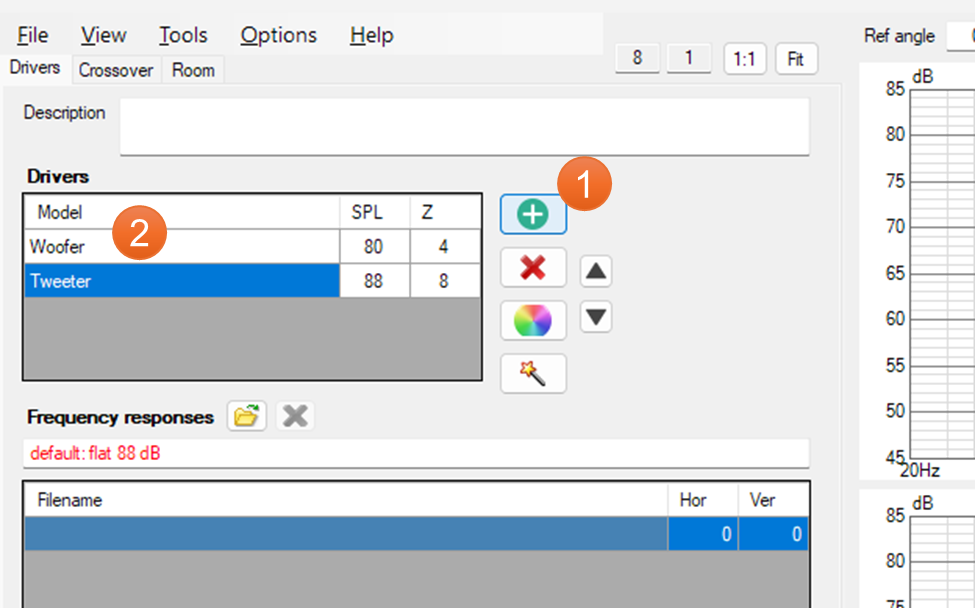 File View Tools Options Help
Ref angle
Drivers Crossover Room
8 1 1:1 Fit
Description
Drivers
1
Model SPL Z
2
Woofer 80 4
Tweeter 88 8
Frequency responses
default: flat 88 dB
Filename Hor Ver
0 0
dB
85
80
75
70
65
60
55
50
45
20Hz
dB
85
80
75